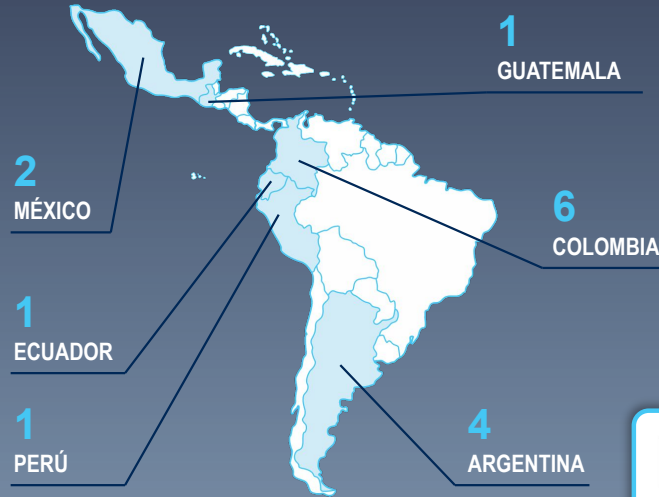 1
GUATEMALA
2
MÉXICO
6
COLOMBIA
1
ECUADOR
1
PERÚ
4
ARGENTINA